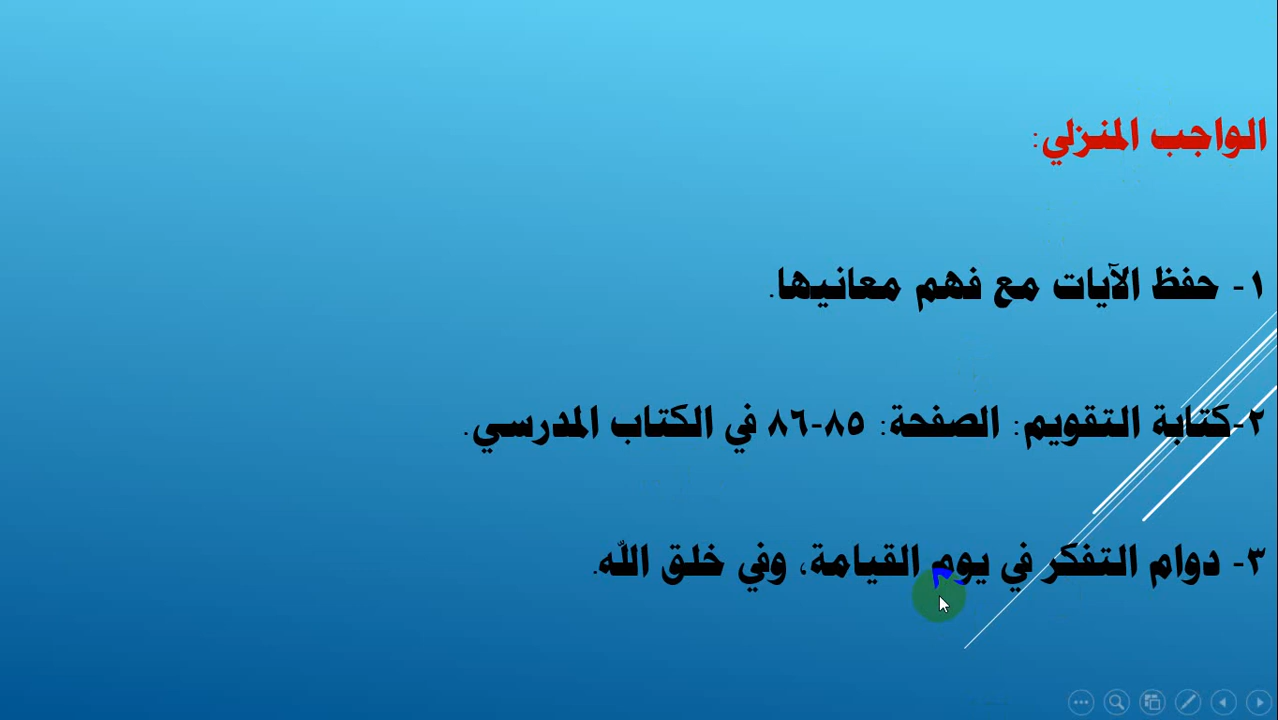 الواجب المنزلي:
١- حفظ الآيات مع فهم معانيها.
٢-كتابة التقويم: الصفحة: ٨٥-٨٦ في الكتاب المدرسي.
٣- دوام التفكر في يوم القيامة، وفي خلق الله.